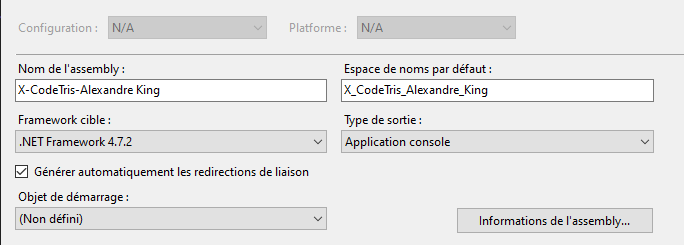 Configuration : N/A Plateforme : N/A
Nom de l'assembly : Espace de noms par défaut :
X-CodeTris-Alexandre King X_CodeTris_Alexandre_King
Framework cible : Type de sortie :
.NET Framework 4.7.2 Application console
Générer automatiquement les redirections de liaison
Objet de démarrage :
(Non défini) Informations de l'assembly...